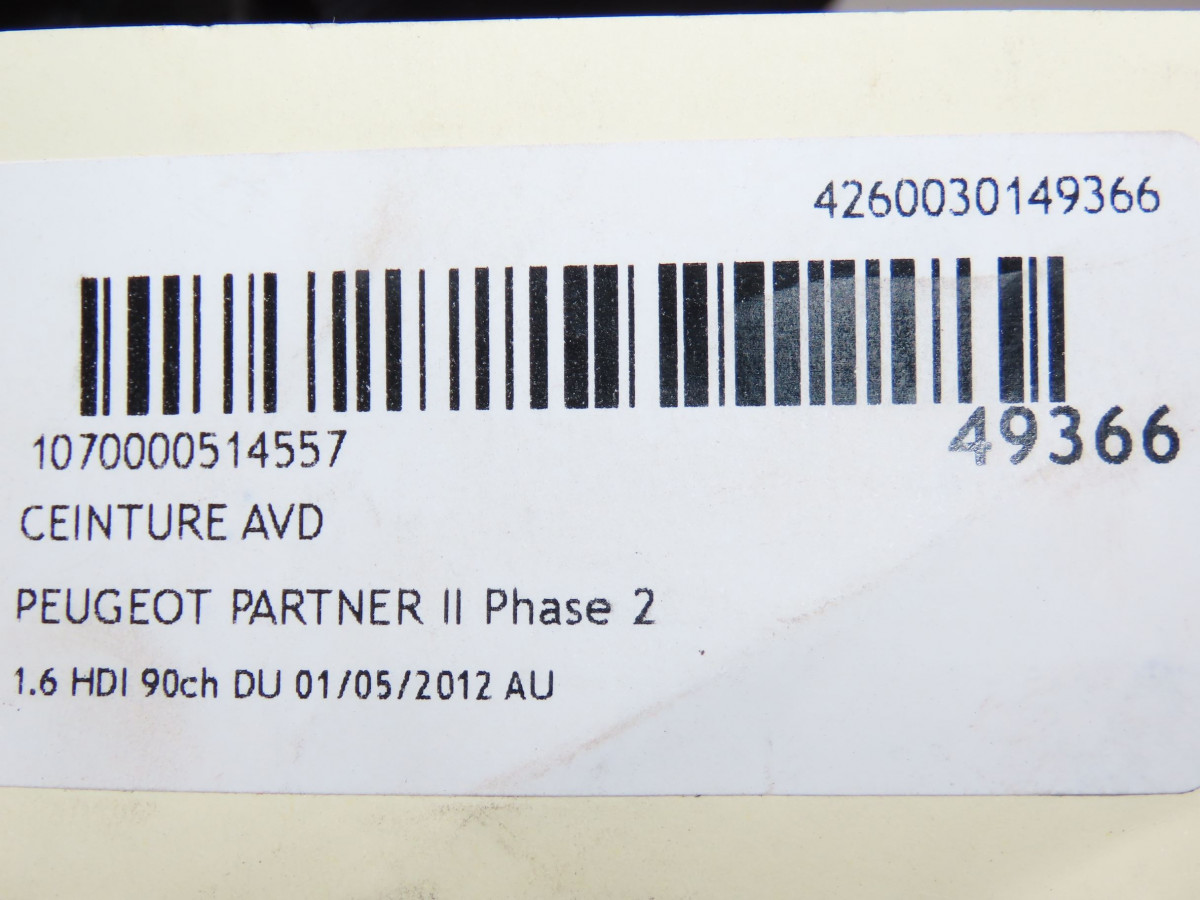 4260030149366
1070000514557
49366
CEINTURE AVD
PEUGEOT PARTNER II Phase 2
1.6 HDI 90ch DU 01/05/2012 AU